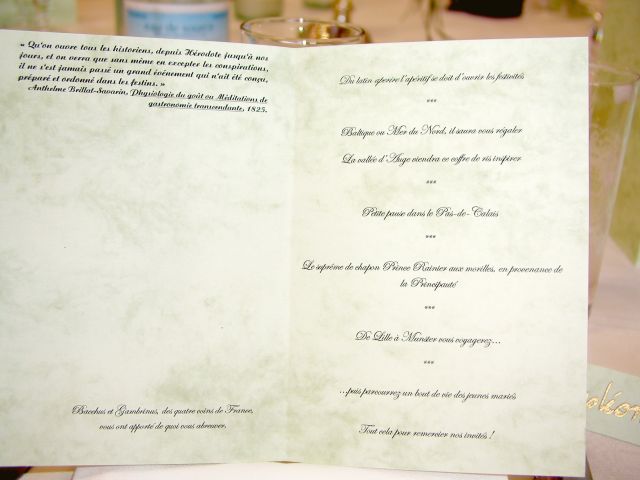 « Qu'on ouvre tous les historiens, depuis Hérodote jusqu'à nos
jours, et on verra que sans même en excepter les conspirations,
il ne s'est jamais passé un grand événement qui n'ait été conçu,
préparé et ordonné dans les festins. »
Anthelme Brillat-Savarin, Physiologie du goût ou Méditations de
gastronomie transcendante, 1825.
Bacchus et Gambrinus, des quatre coins de France,
vous ont apporté de quoi vous abreuver.
Du latin aperire l'apéritif se doit d'ouvrir les festivités
***
Baltique ou Mer du Nord, il saura vous régaler
La vallée d'Auge viendra ce coffre de ris inspirer
***
Petite pause dans le Pas-de-Calais
***
Le suprême de chapon Prince Rainier aux morilles, en provenance de
la Principauté
***
De Lille à Munster vous voyagerez...
***
...puis parcourrez un bout de vie des jeunes mariés
Tout cela pour remercier nos invités !